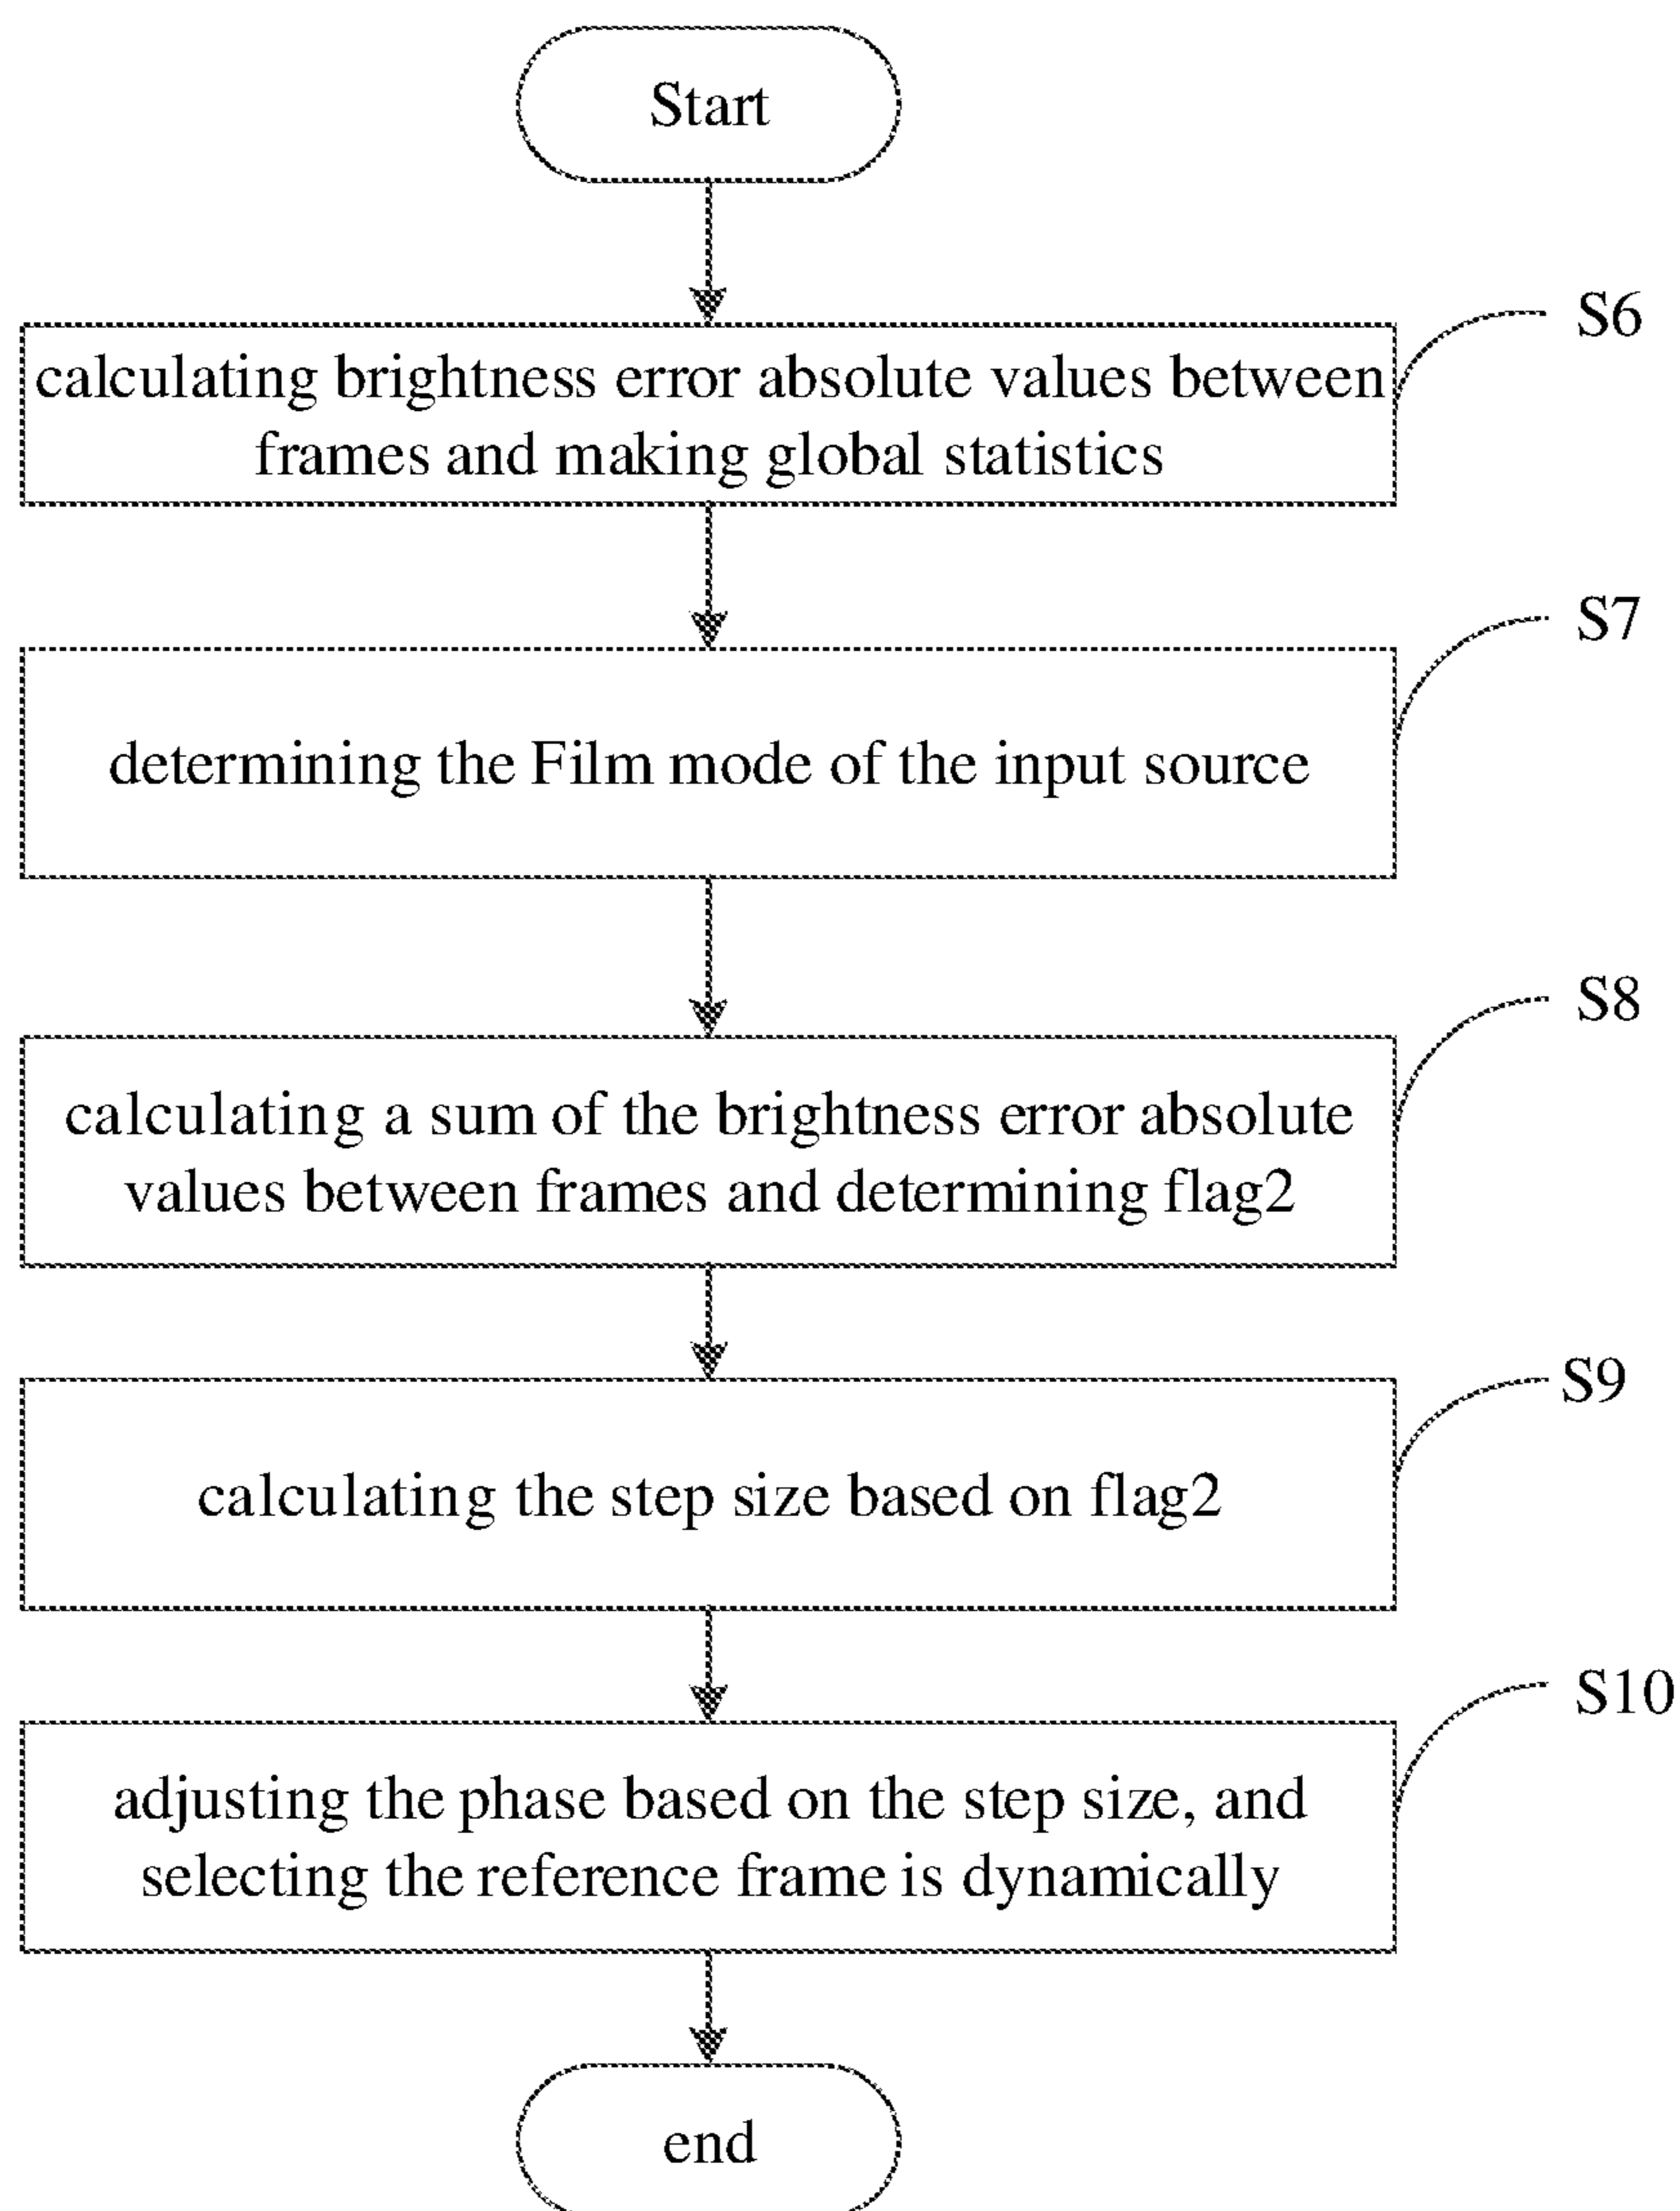 Start
S6
calculating brightness error absolute values between
frames and making global statistics
S7
determining the Film mode of the input source
S8
calculating a sum of the brightness error absolute
values between frames and determining flag2
S9
calculating the step size based on flag2
S10
adjusting the phase based on the step size, and
selecting the reference frame is dynamically
end